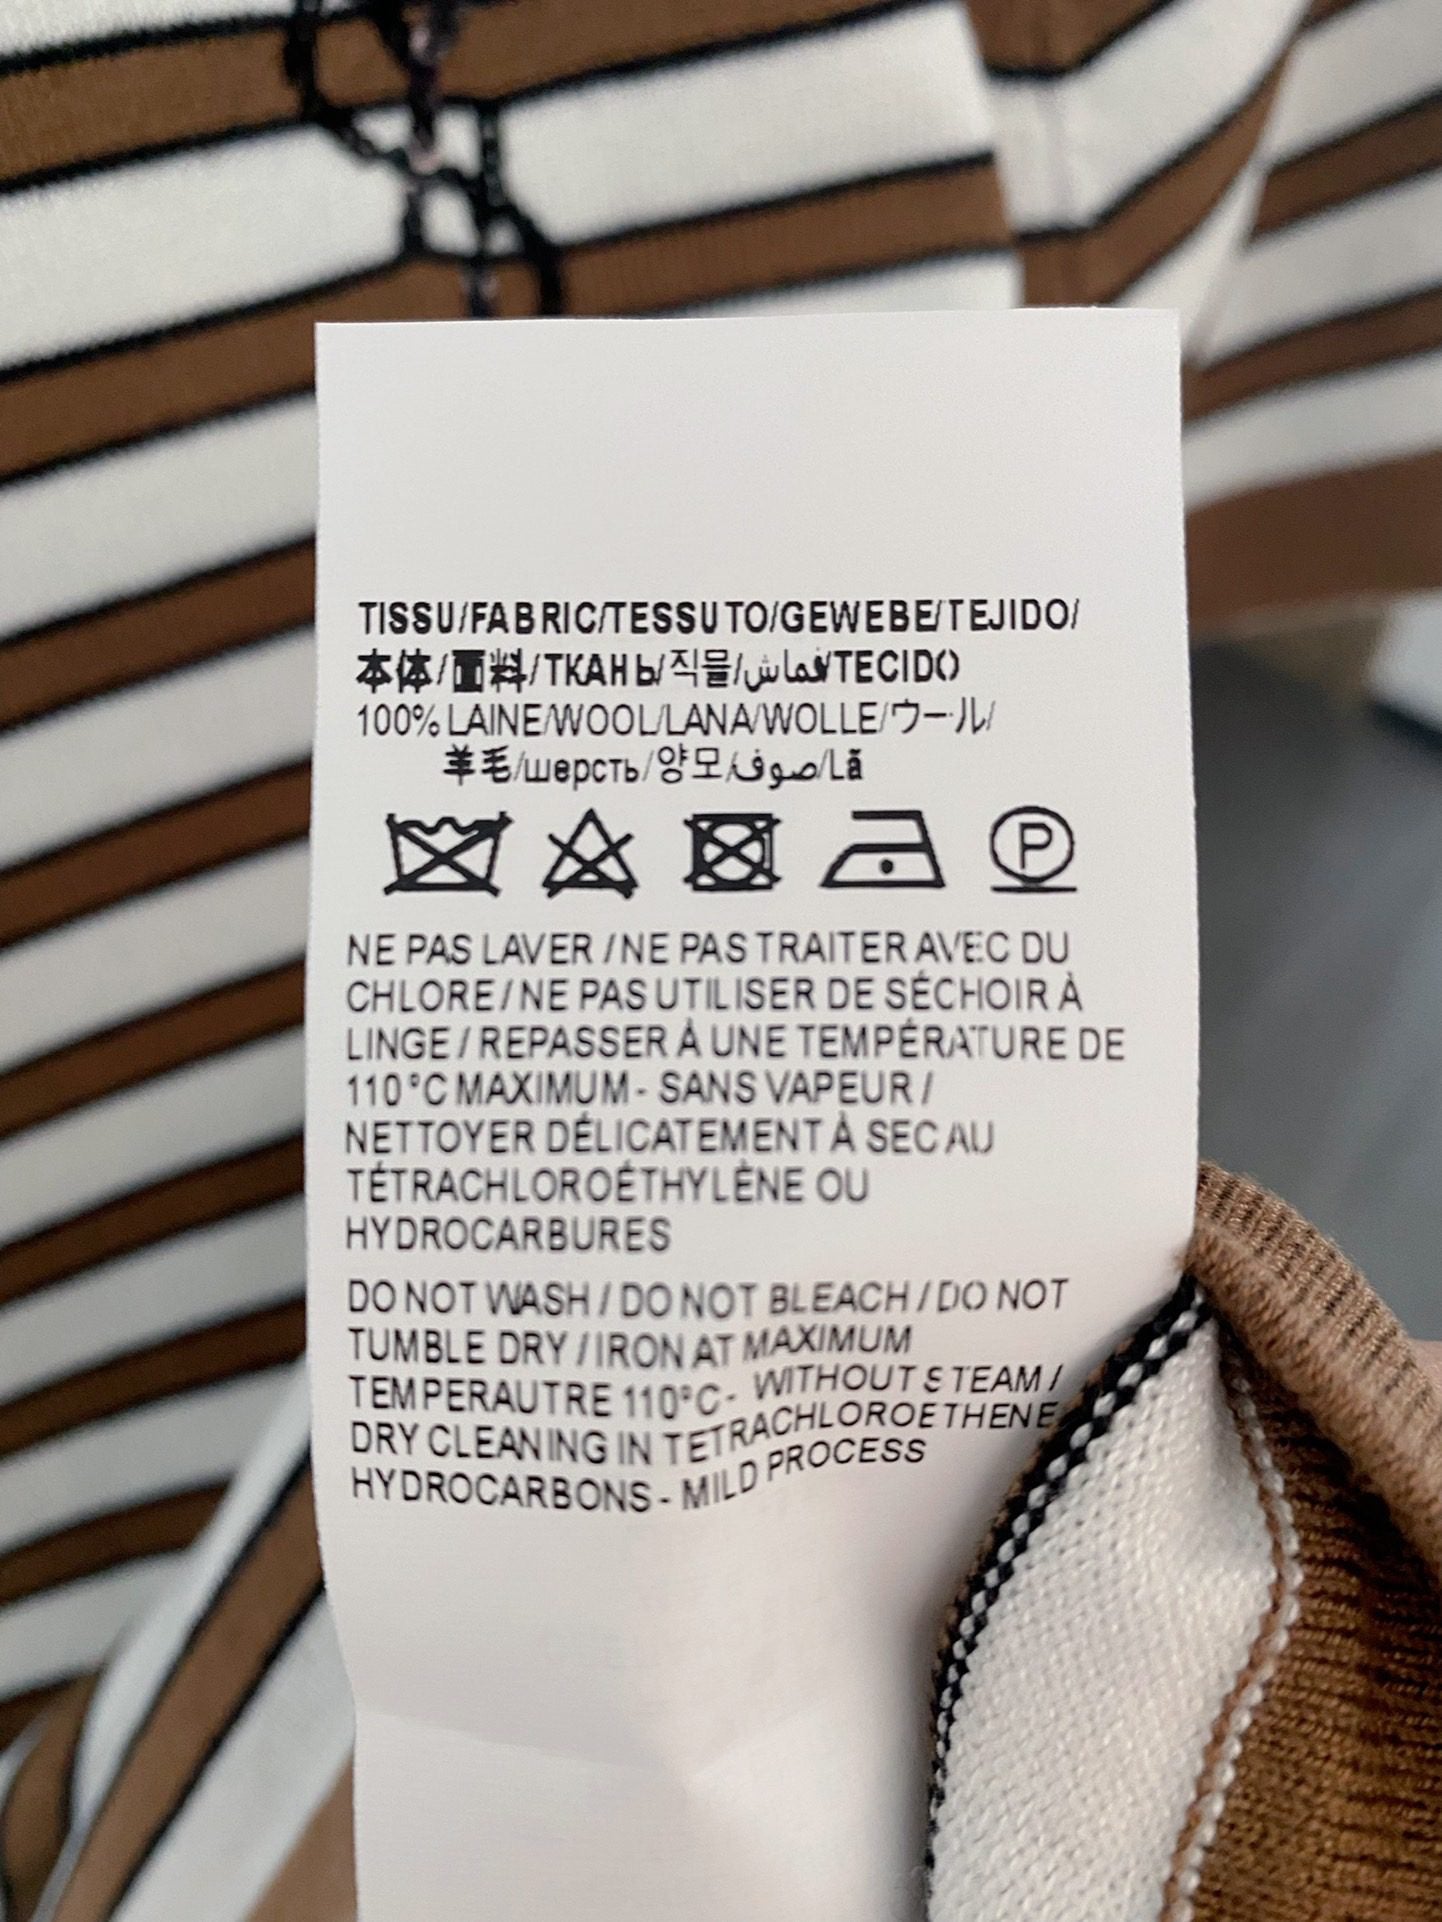 TISSU/FABRIC/TESSUTO/GEWEBE/TEJIDO/
本体/面料/ТКАНЬ/직물/قماش/TECIDO
100% LAINE/WOOL/LANA/WOLLE/ウール/
羊毛/шерсть/양모/صوف/Lã
P
NE PAS LAVER / NE PAS TRAITER AVEC DU
CHLORE / NE PAS UTILISER DE SÉCHOIR À
LINGE / REPASSER À UNE TEMPÉRATURE DE
110°C MAXIMUM - SANS VAPEUR /
NETTOYER DÉLICATEMENT À SEC AU
TÉTRACHLOROÉTHYLÈNE OU
HYDROCARBURES
DO NOT WASH / DO NOT BLEACH / DO NOT
TUMBLE DRY / IRON AT MAXIMUM
TEMPERAUTRE 110°C - WITHOUT STEAM /
DRY CLEANING IN TETRACHLOROETHENE
HYDROCARBONS - MILD PROCESS